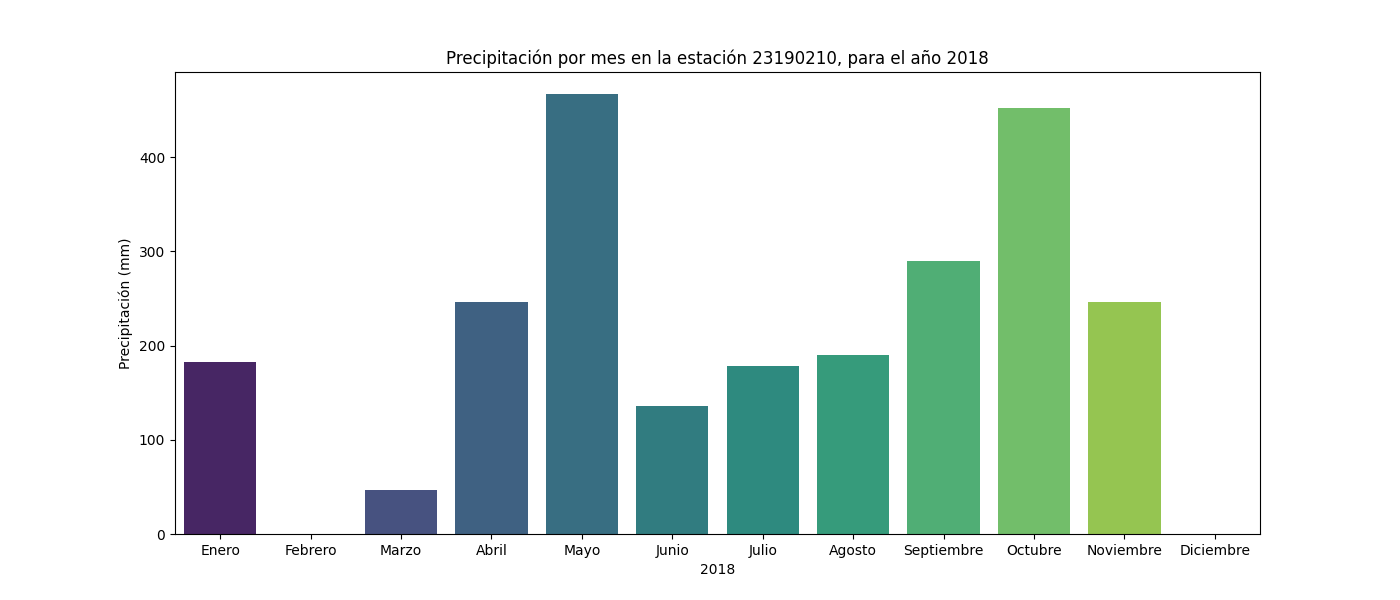 Precipitación por mes en la estación 23190210, para el año 2018
Precipitación (mm)
400
300
200
100
0
Enero Febrero Marzo Abril Mayo Junio Julio Agosto Septiembre Octubre Noviembre Diciembre
2018